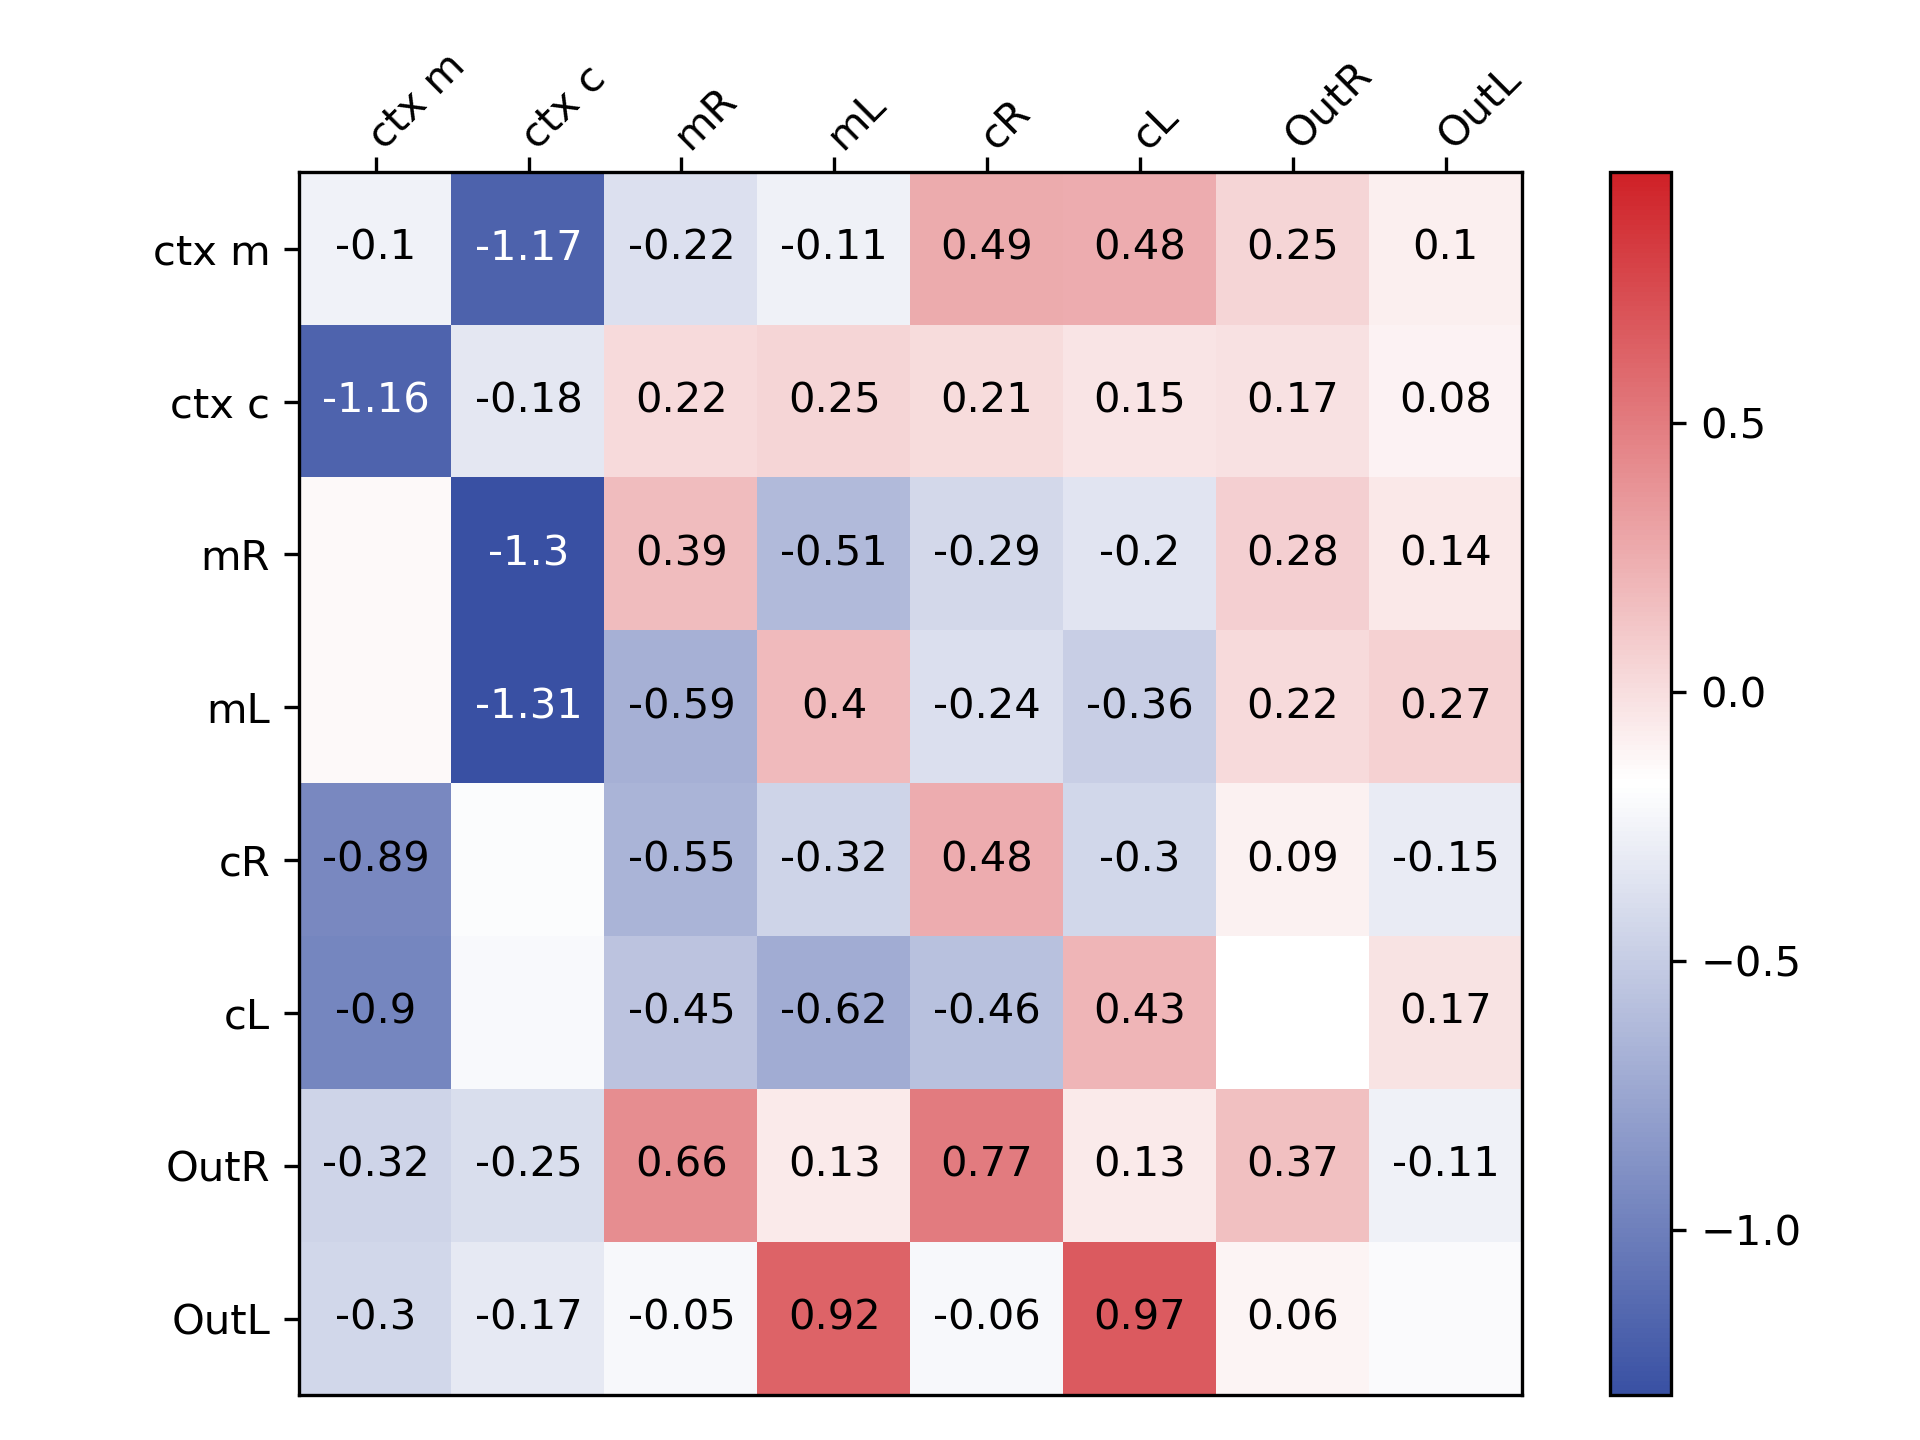 ctx m ctx c mR mL cR cL OutR OutL
ctx m -0.1 -1.17 -0.22 -0.11 0.49 0.48 0.25 0.1
ctx c -1.16 -0.18 0.22 0.25 0.21 0.15 0.17 0.08
0.5
mR -1.3 0.39 -0.51 -0.29 -0.2 0.28 0.14
mL -1.31 -0.59 0.4 -0.24 -0.36 0.22 0.27
0.0
cR -0.89 -0.55 -0.32 0.48 -0.3 0.09 -0.15
−0.5
cL -0.9 -0.45 -0.62 -0.46 0.43 0.17
OutR -0.32 -0.25 0.66 0.13 0.77 0.13 0.37 -0.11
−1.0
OutL -0.3 -0.17 -0.05 0.92 -0.06 0.97 0.06